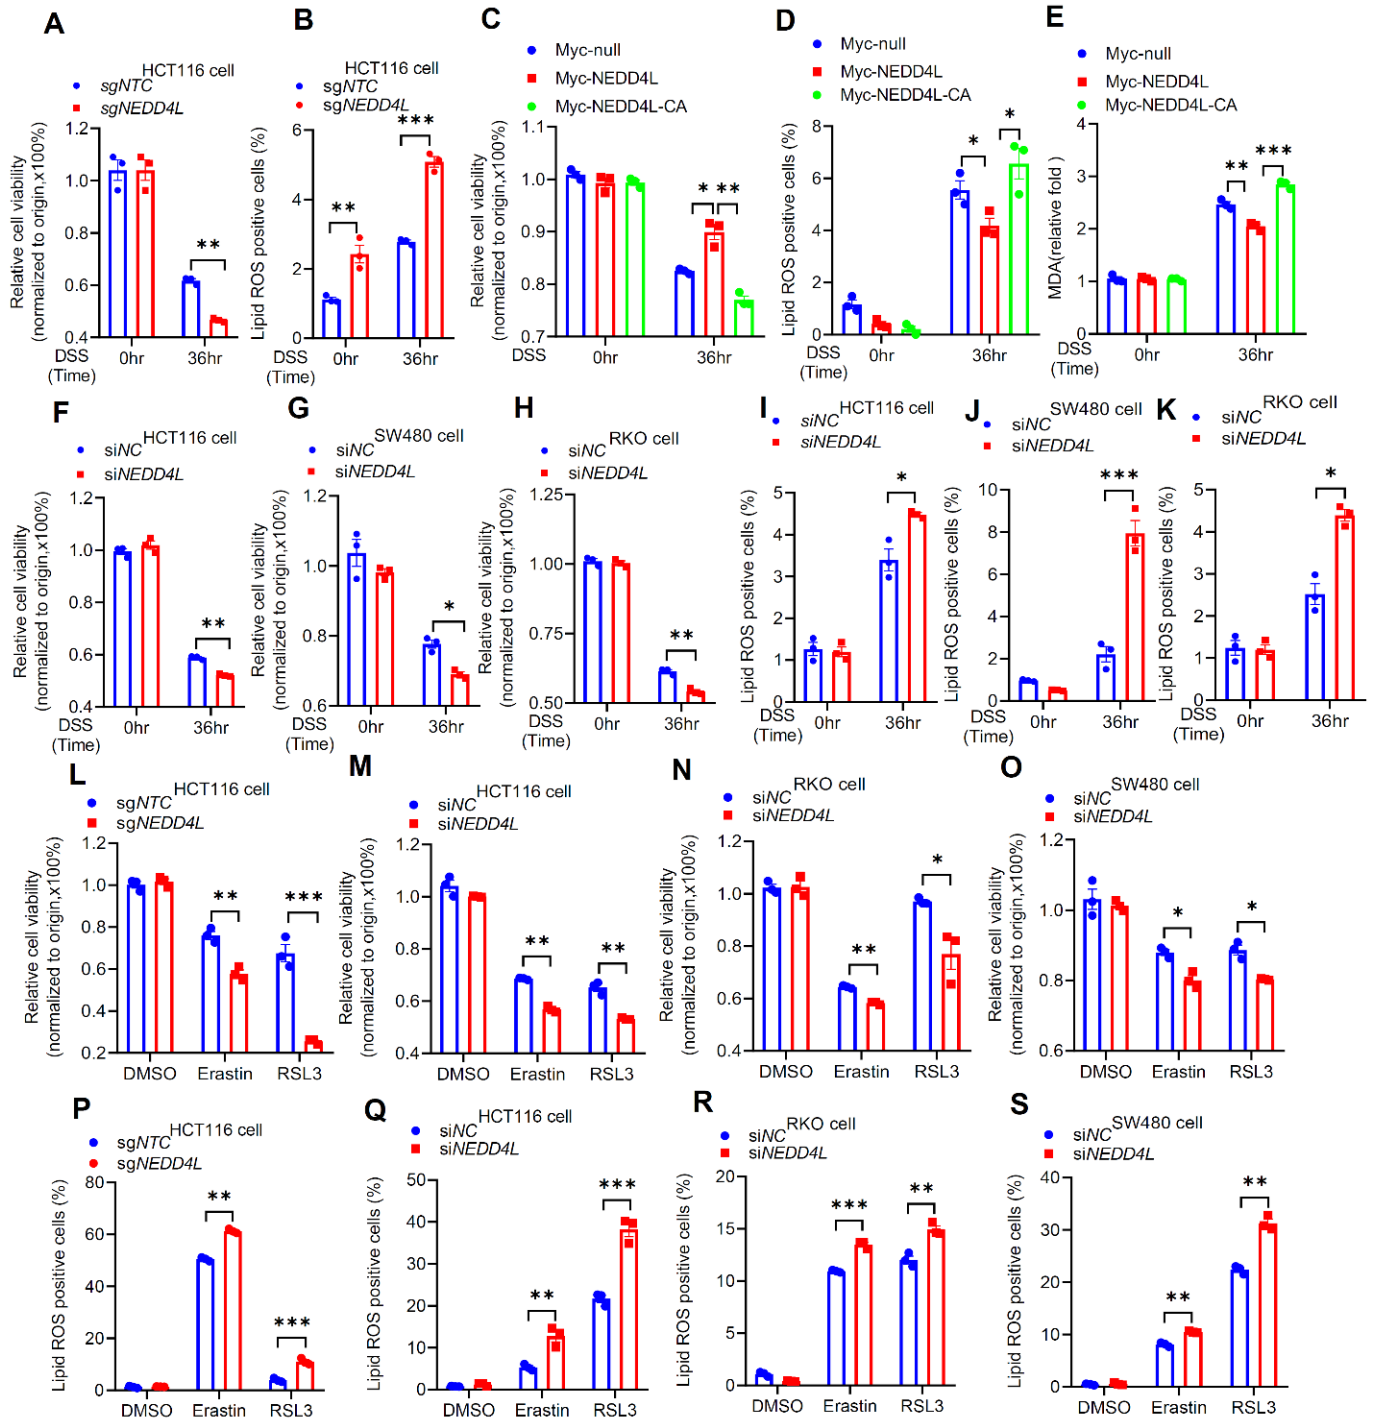 A
HCT116 cell
sgNTC
sgNEDD4L
Relative cell viability
(normalized to origin,x100%)
1.2
1.0
0.8
0.6
0.4
**
DSS
(Time)
0hr
36hr
B
HCT116 cell
sgNTC
sgNEDD4L
Lipid ROS positive cells (%)
6
4
2
0
**
***
DSS
(Time)
0hr
36hr
C
Myc-null
Myc-NEDD4L
Myc-NEDD4L-CA
Relative cell viability
(normalized to origin,x100%)
1.1
1.0
0.9
0.8
0.7
*
**
DSS
(Time)
0hr
36hr
D
Myc-null
Myc-NEDD4L
Myc-NEDD4L-CA
Lipid ROS positive cells (%)
8
6
4
2
0
*
*
DSS
(Time)
0hr
36hr
E
Myc-null
Myc-NEDD4L
Myc-NEDD4L-CA
MDA(relative fold )
4
3
2
1
0
**
***
DSS
(Time)
0hr
36hr
F
HCT116 cell
siNC
siNEDD4L
Relative cell viability
(normalized to origin,x100%)
1.2
1.0
0.8
0.6
0.4
**
DSS
(Time)
0hr
36hr
G
SW480 cell
siNC
siNEDD4L
Relative cell viability
(normalized to origin,x100%)
1.2
1.0
0.8
0.6
*
DSS
(Time)
0hr
36hr
H
RKO cell
siNC
siNEDD4L
Relative cell viability
(normalized to origin,x100%)
1.25
1.00
0.75
0.50
**
DSS
(Time)
0hr
36hr
I
HCT116 cell
siNC
siNEDD4L
Lipid ROS positive cells (%)
5
4
3
2
1
0
*
DSS
(Time)
0hr
36hr
J
SW480 cell
siNC
siNEDD4L
Lipid ROS positive cells (%)
10
8
6
4
2
0
***
DSS
(Time)
0hr
36hr
K
RKO cell
siNC
siNEDD4L
Lipid ROS positive cells (%)
5
4
3
2
1
0
*
DSS
(Time)
0hr
36hr
L
HCT116 cell
sgNTC
sgNEDD4L
Relative cell viability
(normalized to origin,x100%)
1.2
1.0
0.8
0.6
0.4
0.2
**
***
DMSO
Erastin
RSL3
M
HCT116 cell
siNC
siNEDD4L
Relative cell viability
(normalized to origin,x100%)
1.2
1.0
0.8
0.6
0.4
**
**
DMSO
Erastin
RSL3
N
RKO cell
siNC
siNEDD4L
Relative cell viability
(normalized to origin,x100%)
1.2
1.0
0.8
0.6
0.4
**
*
DMSO
Erastin
RSL3
O
SW480 cell
siNC
siNEDD4L
Relative cell viability
(normalized to origin,x100%)
1.2
1.0
0.8
0.6
*
*
DMSO
Erastin
RSL3
P
HCT116 cell
sgNTC
sgNEDD4L
Lipid ROS positive cells (%)
80
60
40
20
0
**
***
DMSO
Erastin
RSL3
Q
HCT116 cell
siNC
siNEDD4L
Lipid ROS positive cells (%)
50
40
30
20
10
0
**
***
DMSO
Erastin
RSL3
R
RKO cell
siNC
siNEDD4L
Lipid ROS positive cells (%)
20
15
10
5
0
***
**
DMSO
Erastin
RSL3
S
SW480 cell
siNC
siNEDD4L
Lipid ROS positive cells (%)
40
30
20
10
0
**
**
DMSO
Erastin
RSL3